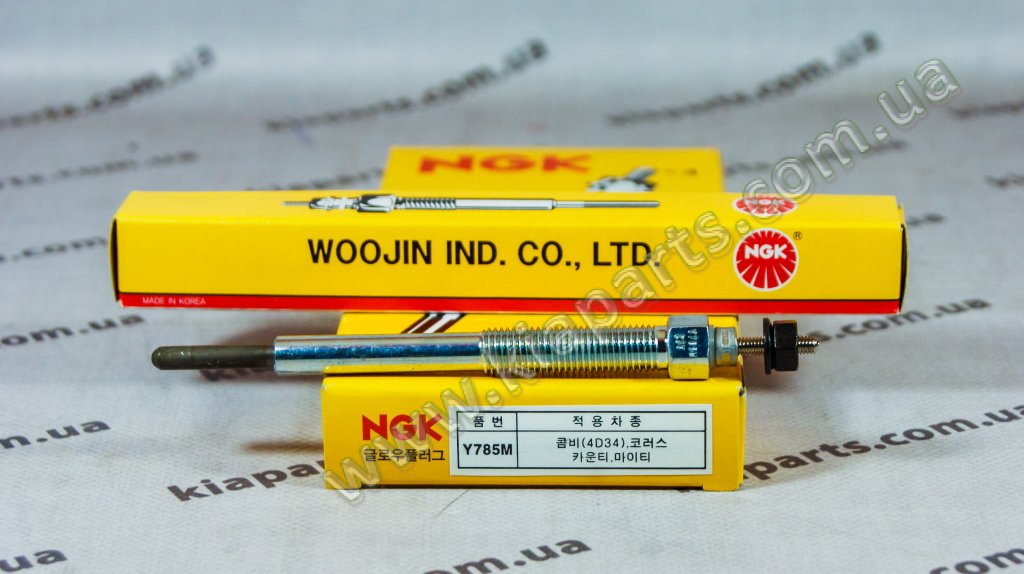 NGK
WOOJIN IND. CO., LTD.
NGK
®
MADE IN KOREA
NGK
글로우플러그
품 번
적 용 차 종
Y785M
콤비(4D34),코러스
카운티,마이티
www.kiaparts.com.ua
kiaparts.com.ua